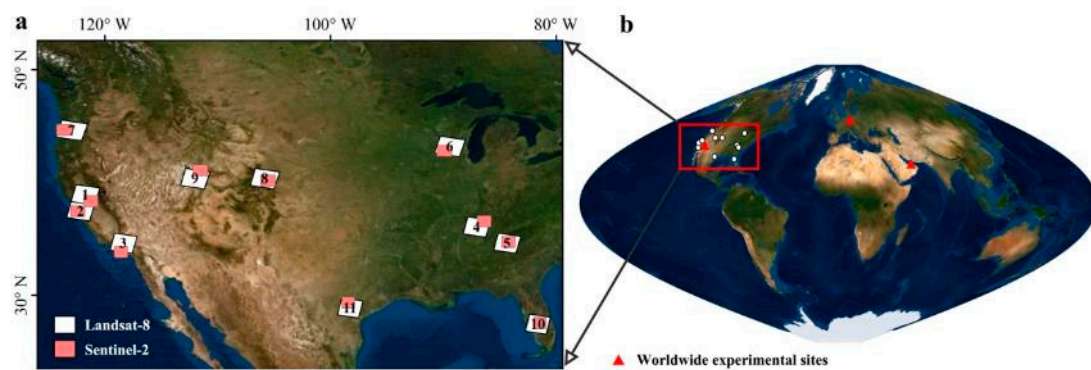 a
120° W
100° W
80° W
b
50° N
7
6
9
8
1
2
4
3
5
30° N
11
10
Landsat-8
Sentinel-2
Worldwide experimental sites